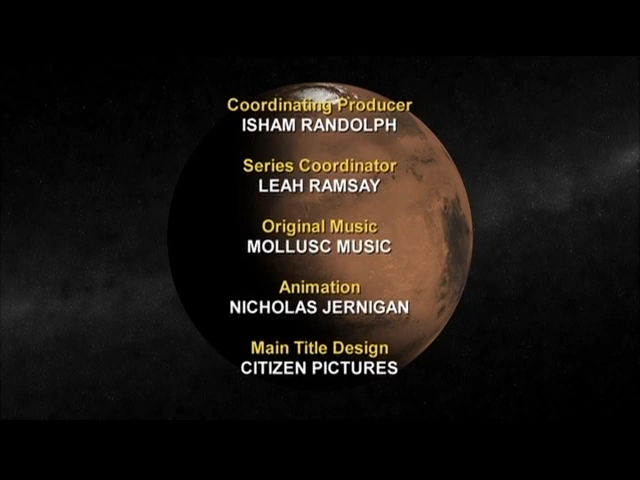 Coordinating Producer
ISHAM RANDOLPH
Series Coordinator
LEAH RAMSAY
Original Music
MOLLUSC MUSIC
Animation
NICHOLAS JERNIGAN
Main Title Design
CITIZEN PICTURES